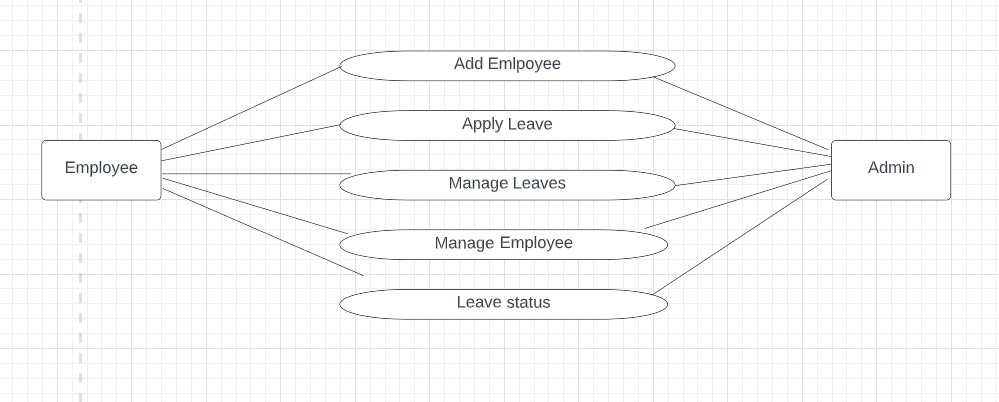 Add Emlpoyee
Apply Leave
Employee
Admin
Manage Leaves
Manage Employee
Leave status